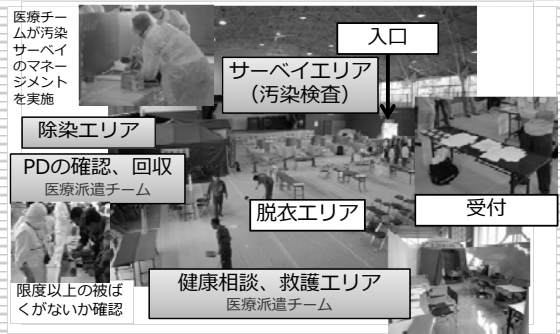 医療チー
ムが汚染
サーベイ
のマネー
ジメント
を実施
入口
サーベイエリア
（汚染検査）
除染エリア
PDの確認、回収
医療派遣チーム
脱衣エリア
受付
限度以上の被ば
くがないか確認
健康相談、救護エリア
医療派遣チーム